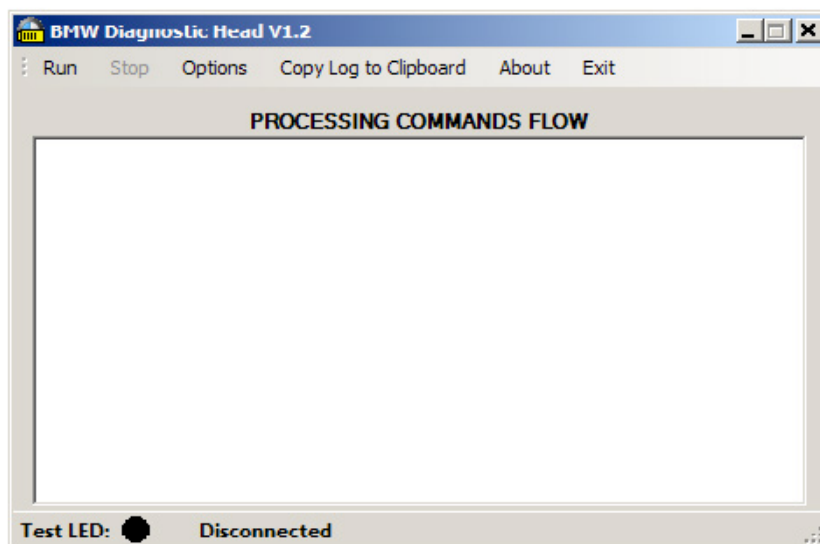 BMW Diagnostic Head V1.2
Run Stop Options Copy Log to Clipboard About Exit
PROCESSING COMMANDS FLOW
Test LED: Disconnected